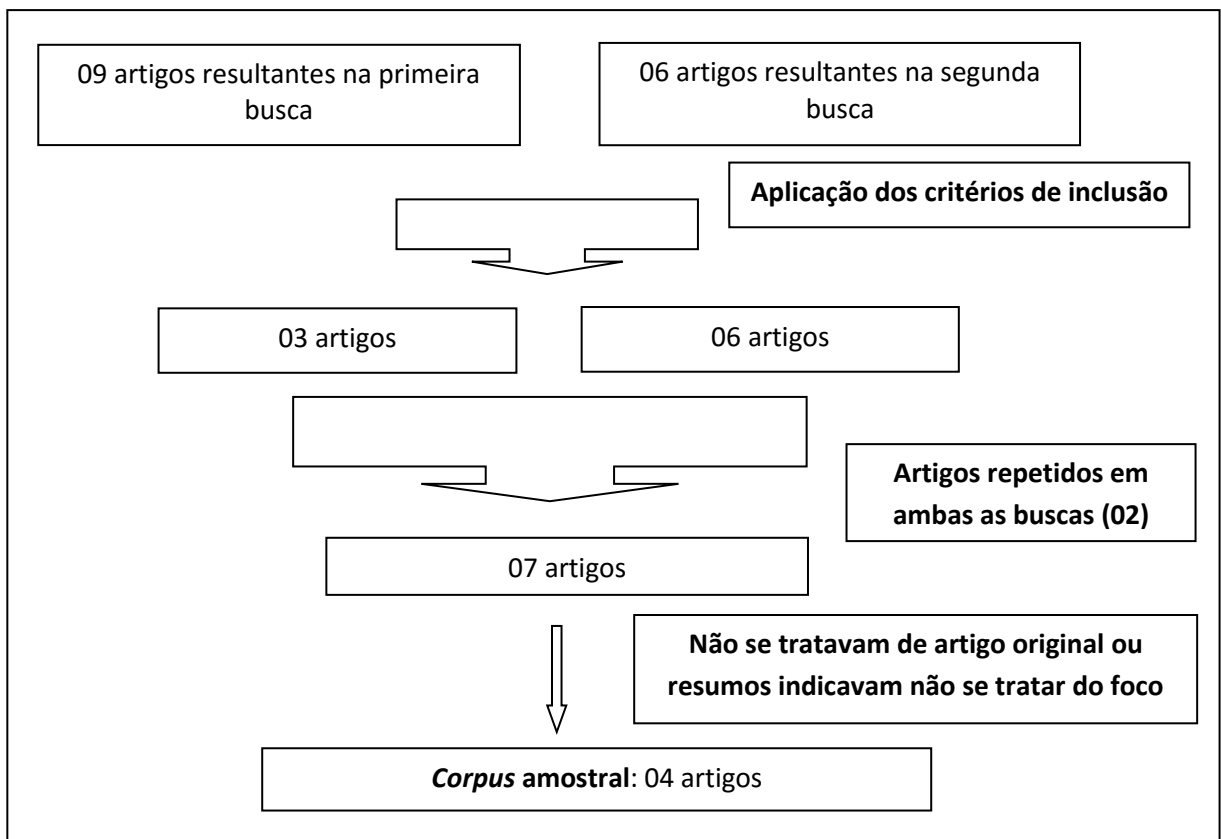 09 artigos resultantes na primeira
busca
06 artigos resultantes na segunda
busca
Aplicação dos critérios de inclusão
03 artigos
06 artigos
Artigos repetidos em
ambas as buscas (02)
07 artigos
Não se tratavam de artigo original ou
resumos indicavam não se tratar do foco
Corpus amostral: 04 artigos